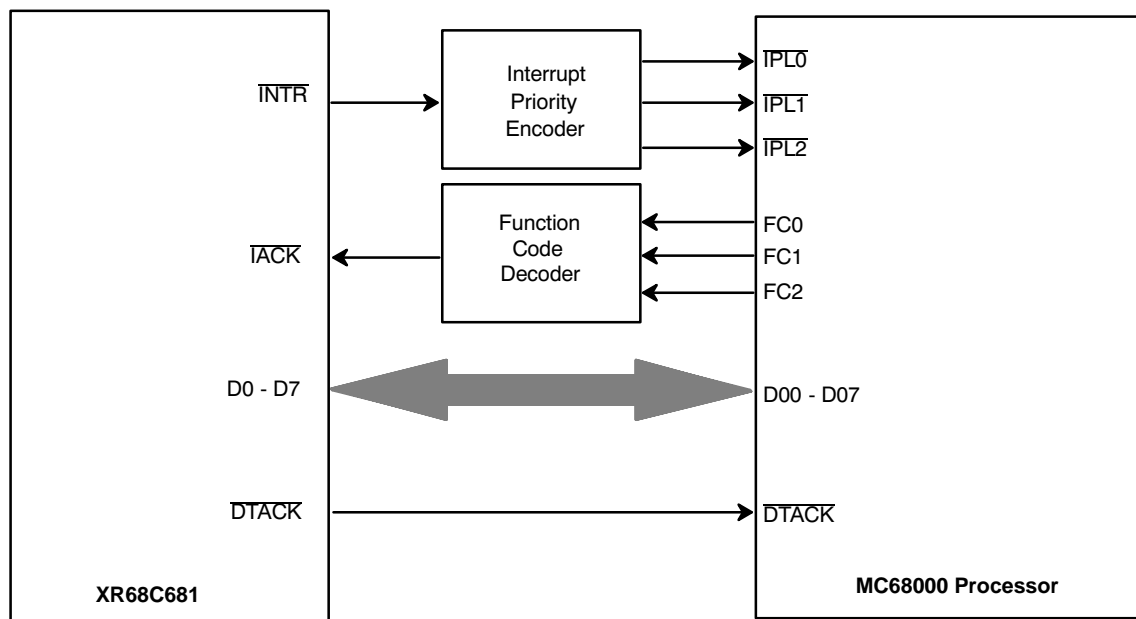 INTR
Interrupt
Priority
Encoder
IPL0
IPL1
IPL2
IACK
Function
Code
Decoder
FC0
FC1
FC2
D0 - D7
D00 - D07
DTACK
DTACK
XR68C681
MC68000 Processor